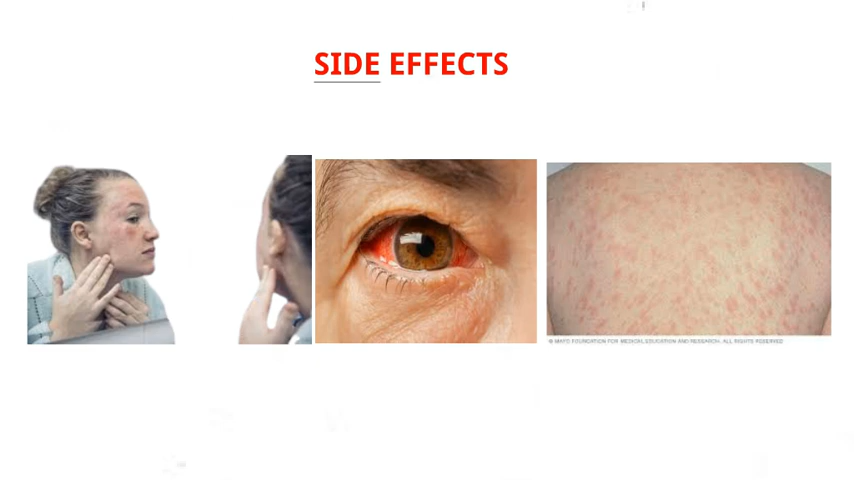 SIDE EFFECTS
© MAYO FOUNDATION FOR MEDICAL EDUCATION AND RESEARCH. ALL RIGHTS RESERVED